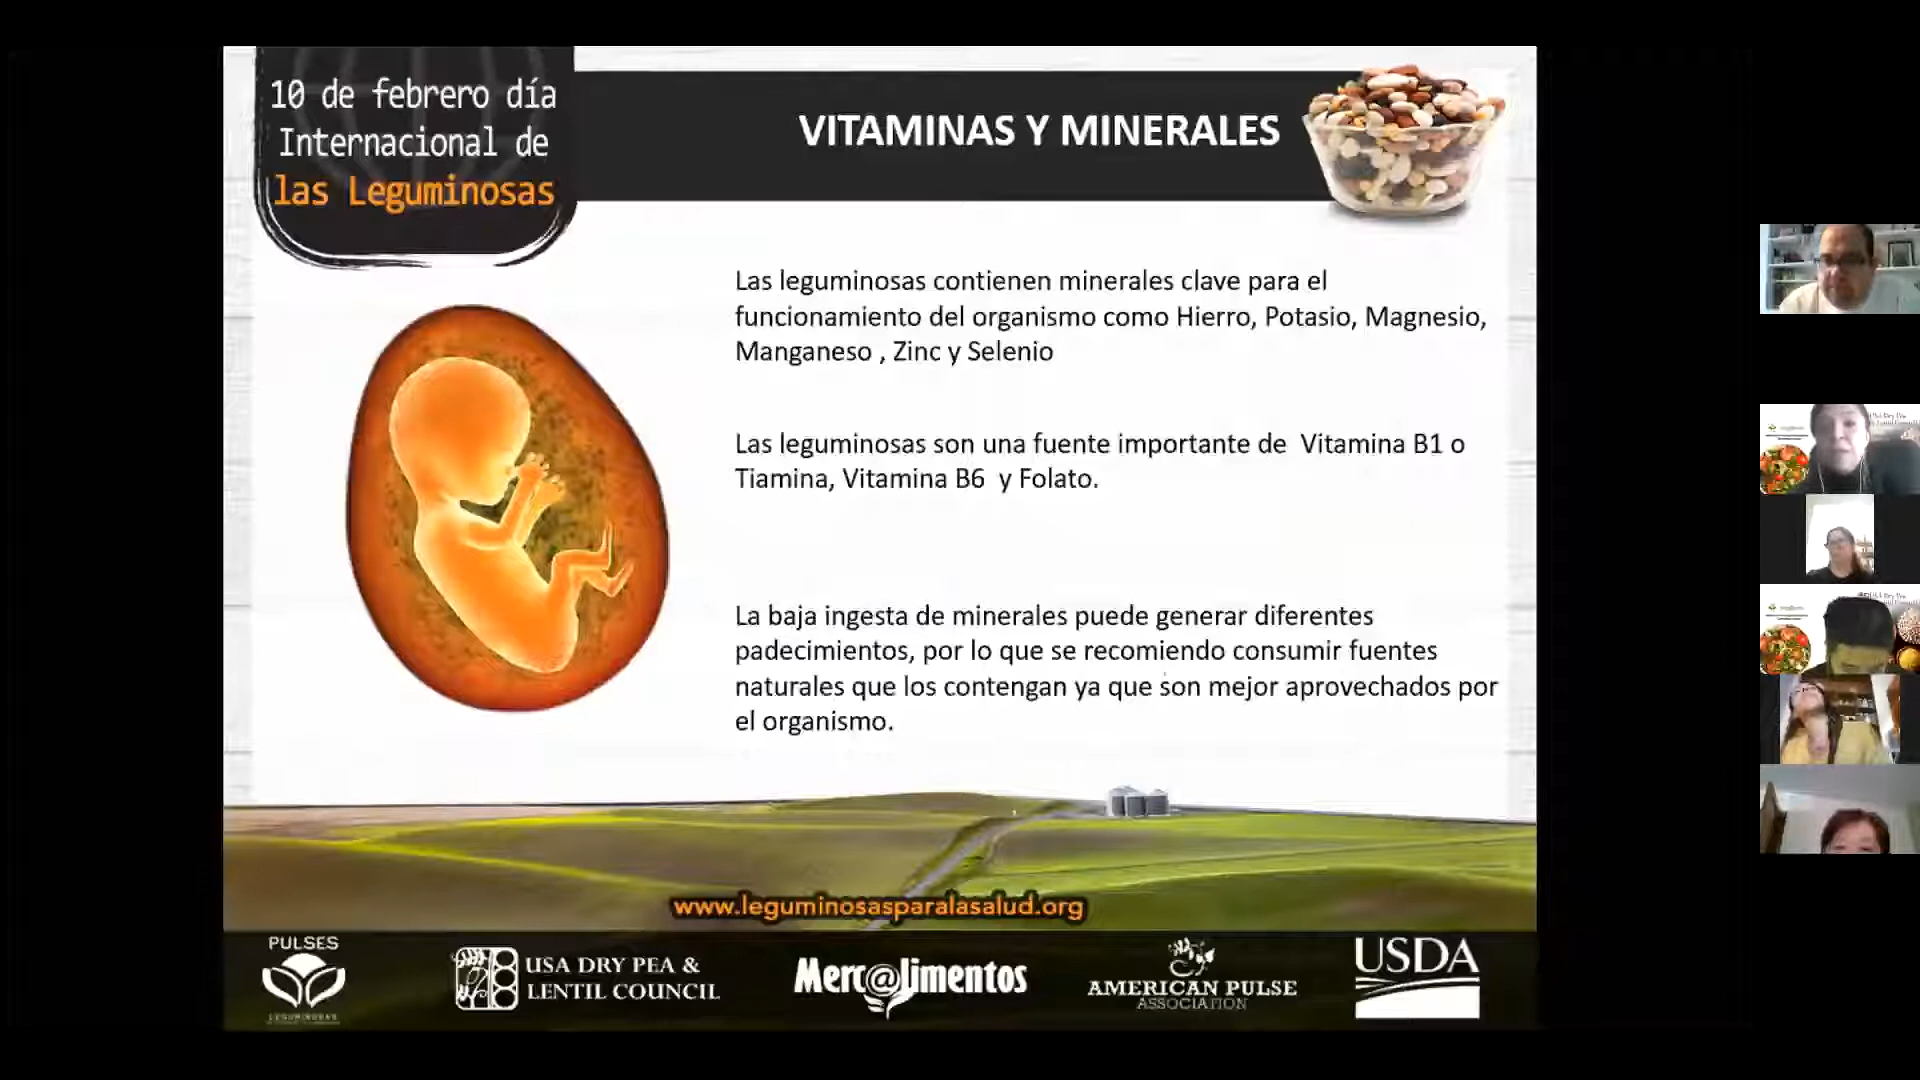 10 de febrero día
Internacional de
las Leguminosas
VITAMINAS Y MINERALES
Las leguminosas contienen minerales clave para el
funcionamiento del organismo como Hierro, Potasio, Magnesio,
Manganeso , Zinc y Selenio
Las leguminosas son una fuente importante de Vitamina B1 o
Tiamina, Vitamina B6 y Folato.
La baja ingesta de minerales puede generar diferentes
padecimientos, por lo que se recomiendo consumir fuentes
naturales que los contengan ya que son mejor aprovechados por
el organismo.
www.leguminosasparalasalud.org
PULSES
LEGUMINOSAS
USA DRY PEA &
LENTIL COUNCIL
Merc@limentos
AMERICAN PULSE
ASSOCIATION
USDA